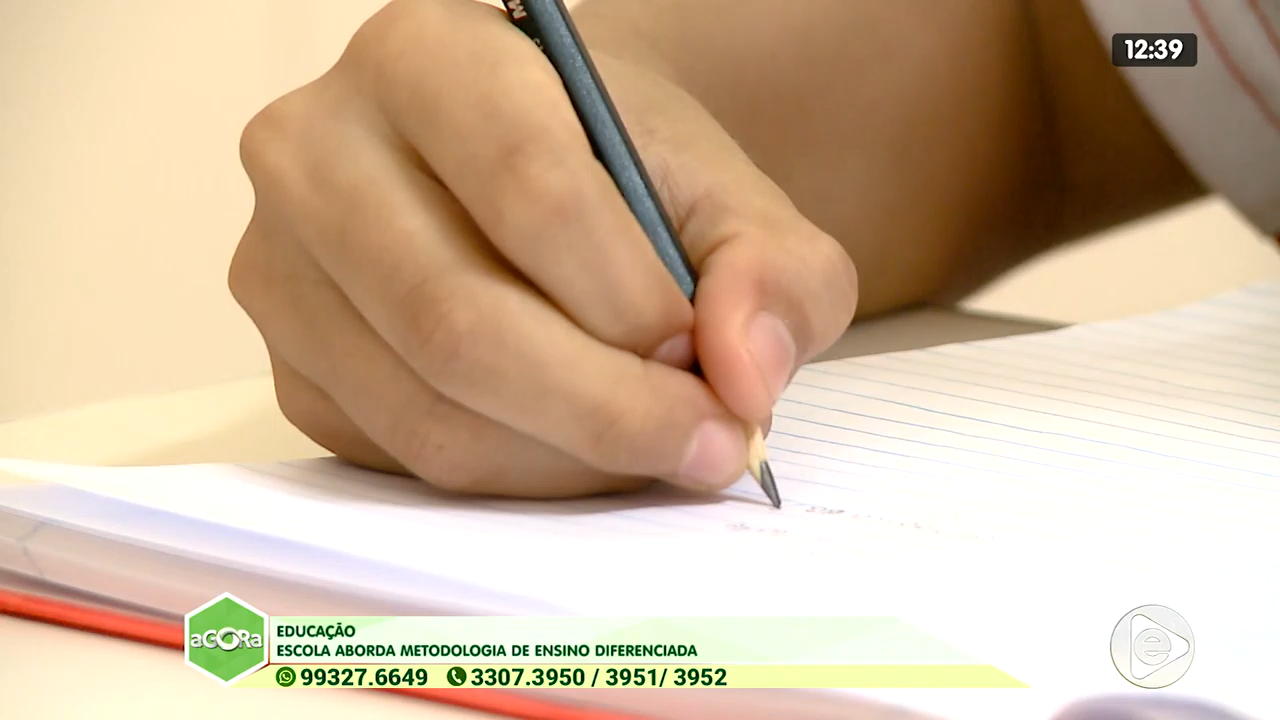 12:39
aGORa
EDUCAÇÃO
ESCOLA ABORDA METODOLOGIA DE ENSINO DIFERENCIADA
99327.6649 3307.3950 / 3951/ 3952
e